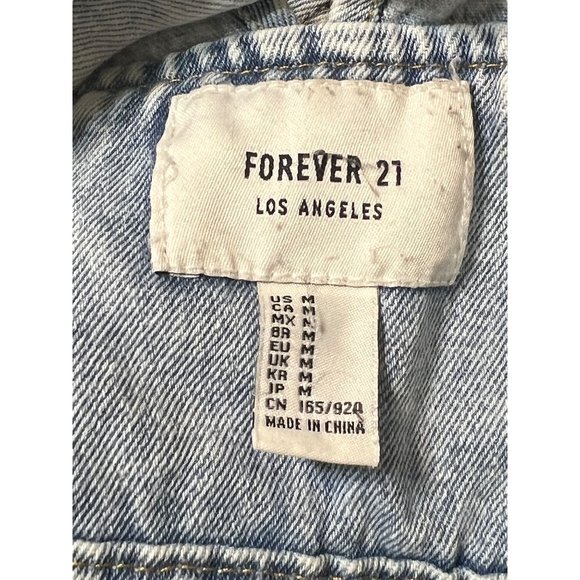 FOREVER 21
LOS ANGELES
US M
CA M
MX M
BR M
EU M
UK M
KR M
JP M
CN 165/92A
MADE IN CHINA